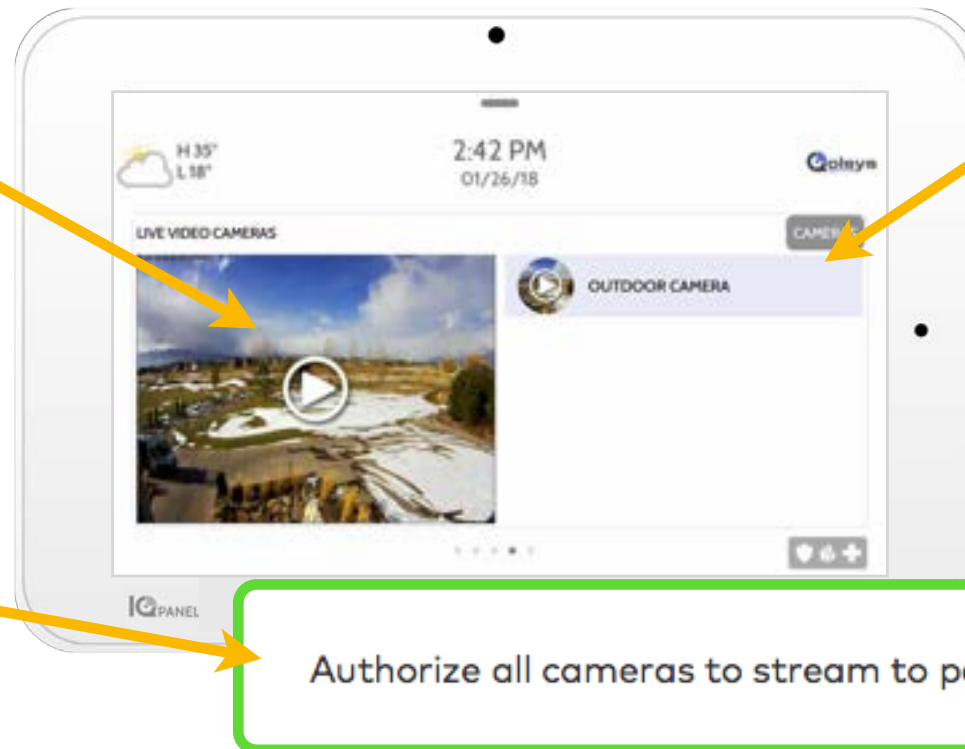 H 35°
L 18°
2:42 PM
01/26/18
Qolsys
LIVE VIDEO CAMERAS
OUTDOOR CAMERA
IQ PANEL
Authorize all cameras to stream to